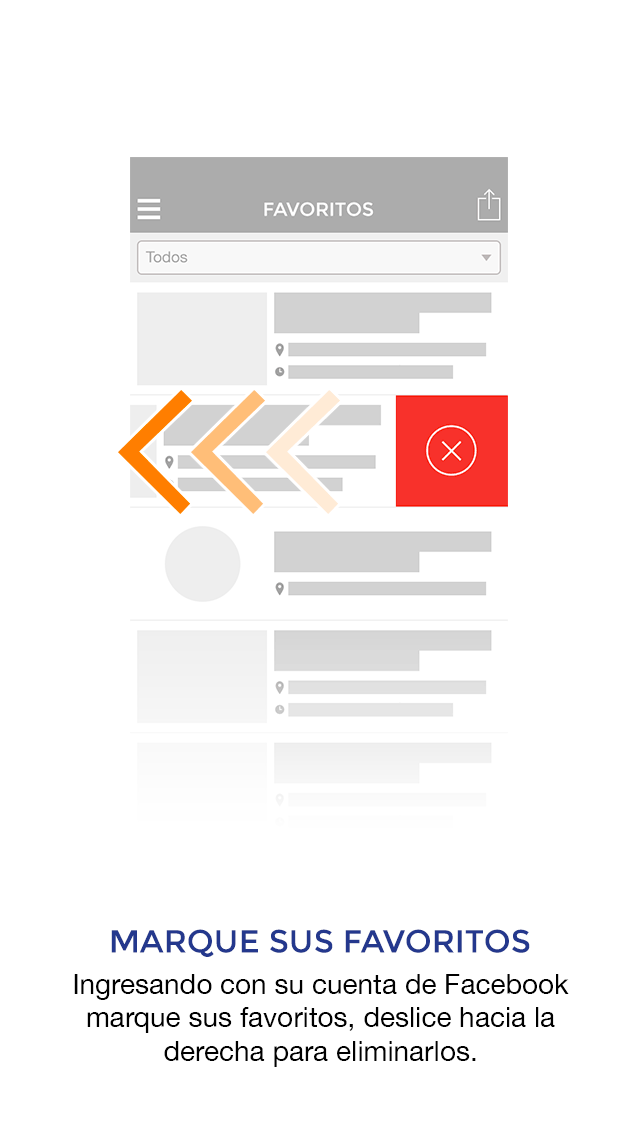 FAVORITOS
Todos
MARQUE SUS FAVORITOS
Ingresando con su cuenta de Facebook
marque sus favoritos, deslice hacia la
derecha para eliminarlos.